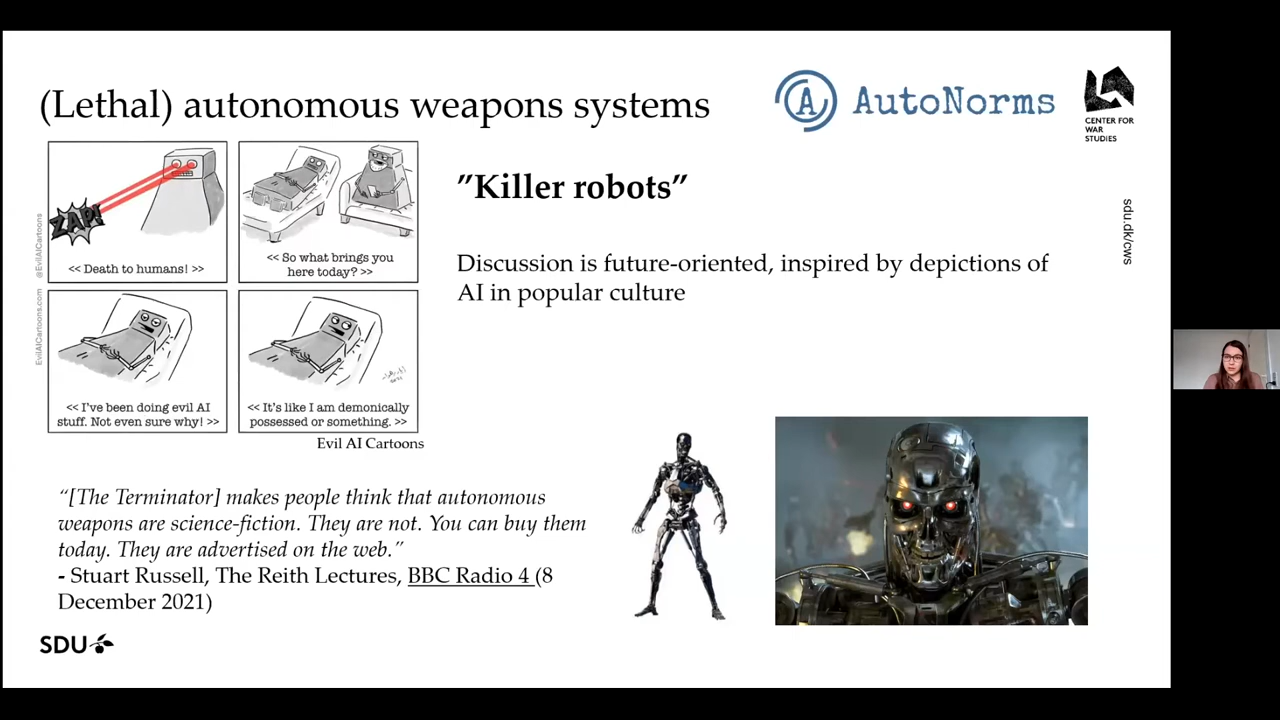 (Lethal) autonomous weapons systems
AutoNorms
CENTER FOR
WAR
STUDIES
sdu.dk/cws
ZAP!
<< Death to humans! >>
<< So what brings you
here today? >>
<< I've been doing evil AI
stuff. Not even sure why! >>
<< It's like I am demonically
possessed or something. >>
EvilAICartoons.com
@EvilAICartoons
Evil AI Cartoons
”Killer robots”
Discussion is future-oriented, inspired by depictions of
AI in popular culture
“[The Terminator] makes people think that autonomous
weapons are science-fiction. They are not. You can buy them
today. They are advertised on the web.”
- Stuart Russell, The Reith Lectures, BBC Radio 4 (8
December 2021)
SDU